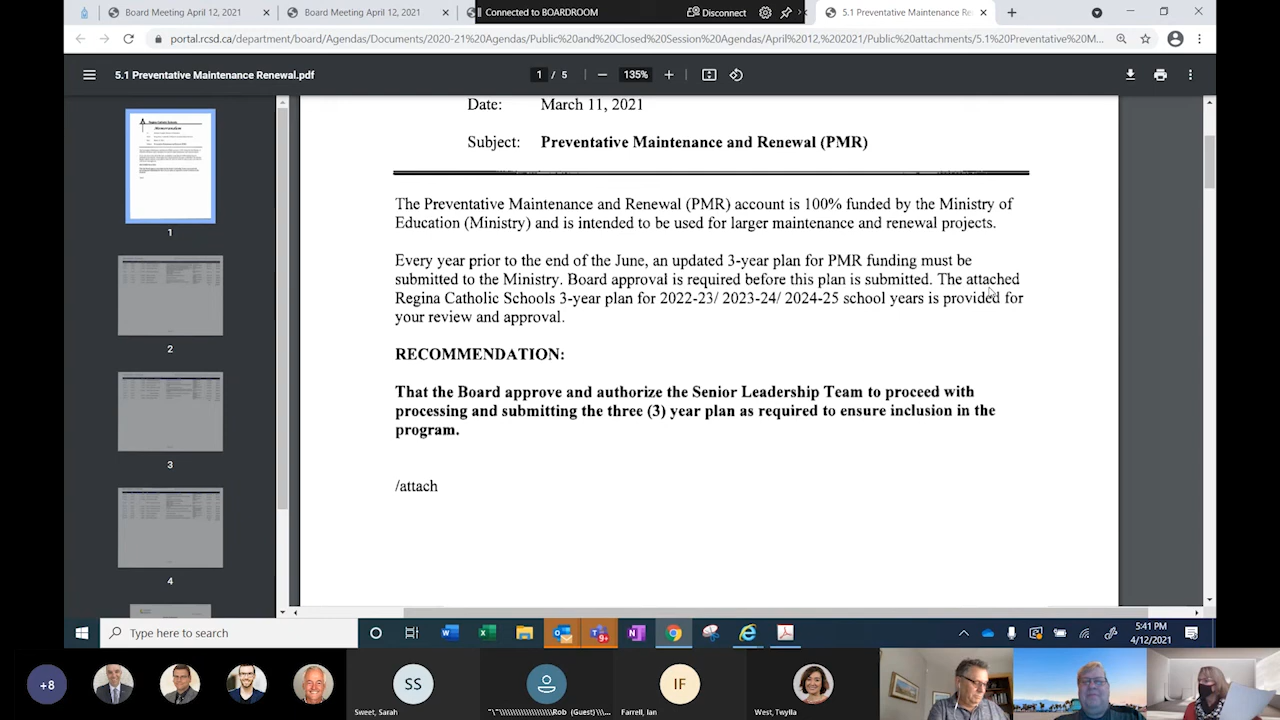 Board Meeting April 12, 2021
Board Meeting April 12, 2021
Connected to BOARDROOM
Disconnect
5.1 Preventative Maintenance Re
portal.rcsd.ca/department/board/Agendas/Documents/2020-21%20Agendas/Public%20and%20Closed%20Session%20Agendas/April%2012,%202021/Public%20attachments/5.1%20Preventative%20M...
5.1 Preventative Maintenance Renewal.pdf
1 / 5
135%
Date: March 11, 2021
Subject: Preventative Maintenance and Renewal (PMR)
The Preventative Maintenance and Renewal (PMR) account is 100% funded by the Ministry of
Education (Ministry) and is intended to be used for larger maintenance and renewal projects.
Every year prior to the end of the June, an updated 3-year plan for PMR funding must be
submitted to the Ministry. Board approval is required before this plan is submitted. The attached
Regina Catholic Schools 3-year plan for 2022-23/ 2023-24/ 2024-25 school years is provided for
your review and approval.
RECOMMENDATION:
That the Board approve and authorize the Senior Leadership Team to proceed with
processing and submitting the three (3) year plan as required to ensure inclusion in the
program.
/attach
1
2
3
4
Type here to search
9+
5:41 PM
4/12/2021
+8
SS
IF
Sweet, Sarah
Rob (Guest)
Farrell, Ian
West, Twylla